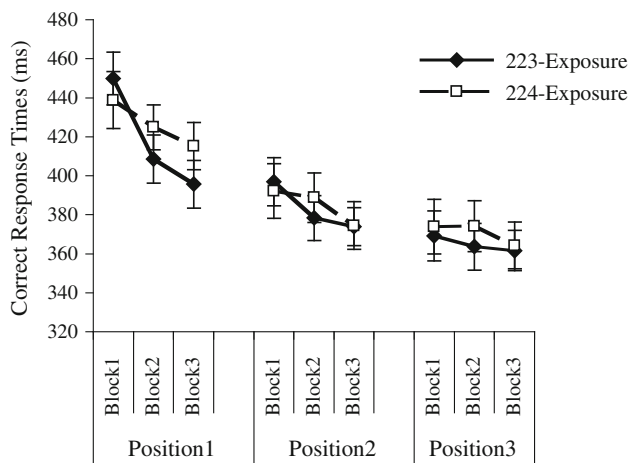 480
460
440
420
400
380
360
340
320
Correct Response Times (ms)
223-Exposure
224-Exposure
Block1
Block2
Block3
Block1
Block2
Block3
Block1
Block2
Block3
Position1
Position2
Position3